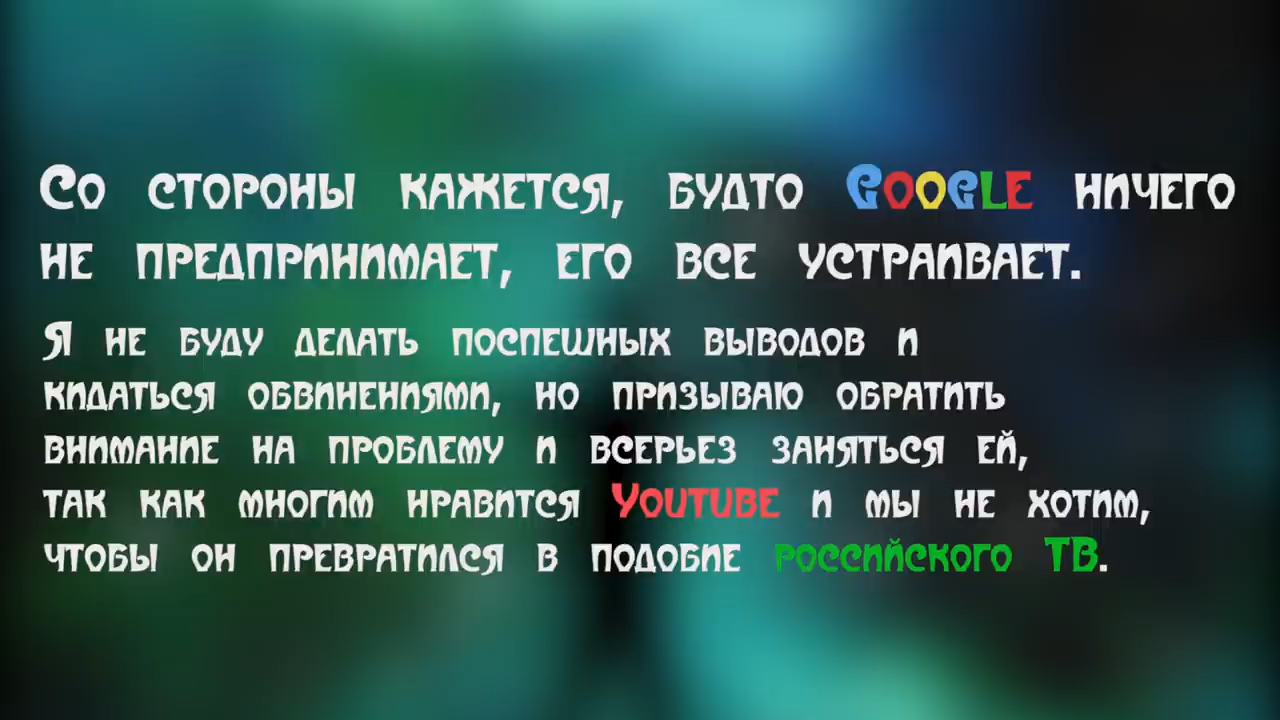 Со стороны кажется, будто Google ничего
не предпринимает, его все устраивает.
Я не буду делать поспешных выводов и
кидаться обвинениями, но призываю обратить
внимание на проблему и всерьез заняться ей,
так как многим нравится Youtube и мы не хотим,
чтобы он превратился в подобие российского ТВ.